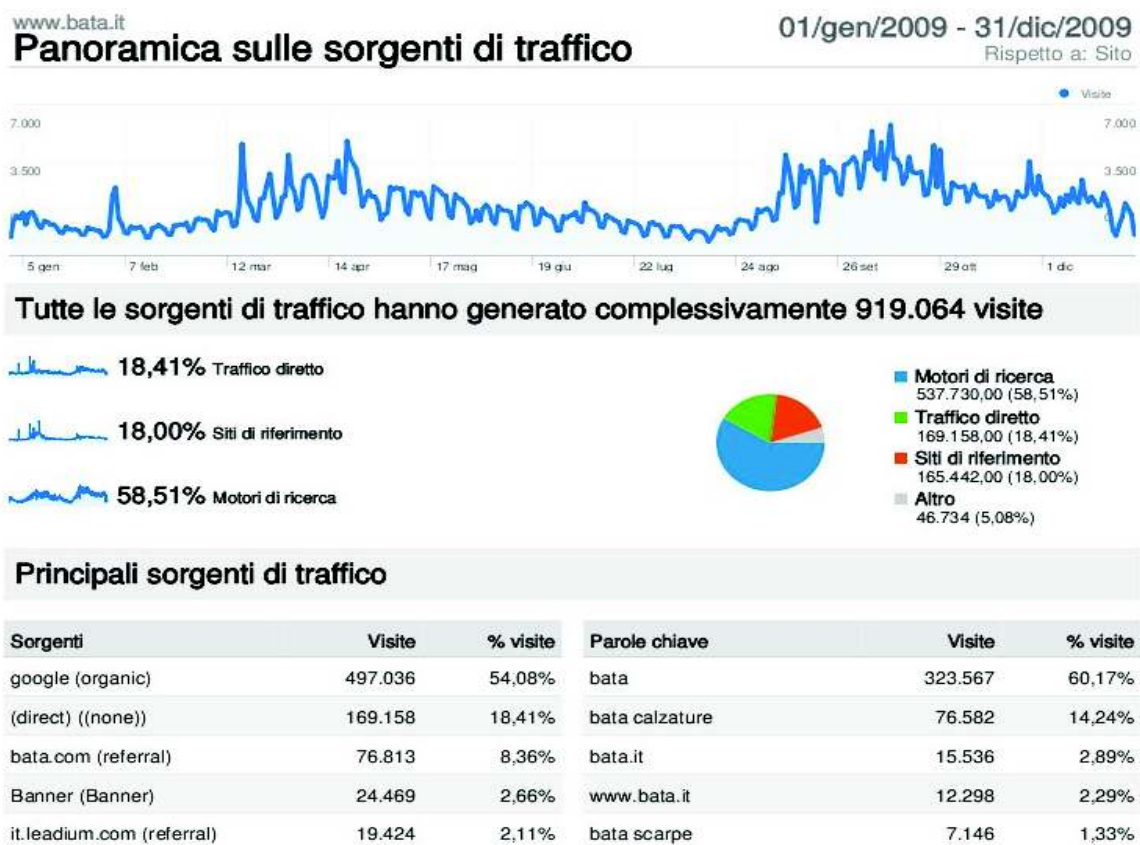 www.bata.it
Panoramica sulle sorgenti di traffico
01/gen/2009 - 31/dic/2009
Rispetto a: Sito
Visite
7.000 7.000
3.500 3.500
0
5 gen 7 feb 12 mar 14 apr 17 mag 19 giu 22 lug 24 ago 26 set 29 ott 1 dic
Tutte le sorgenti di traffico hanno generato complessivamente 919.064 visite
18,41% Traffico diretto
18,00% Siti di riferimento
58,51% Motori di ricerca
Motori di ricerca
537.730,00 (58,51%)
Traffico diretto
169.158,00 (18,41%)
Siti di riferimento
165.442,00 (18,00%)
Altro
46.734 (5,08%)
Principali sorgenti di traffico
Sorgenti Visite % visite Parole chiave Visite % visite
google (organic) 497.036 54,08% bata 323.567 60,17%
(direct) ((none)) 169.158 18,41% bata calzature 76.582 14,24%
bata.com (referral) 76.813 8,36% bata.it 15.536 2,89%
Banner (Banner) 24.469 2,66% www.bata.it 12.298 2,29%
it.leadium.com (referral) 19.424 2,11% bata scarpe 7.146 1,33%